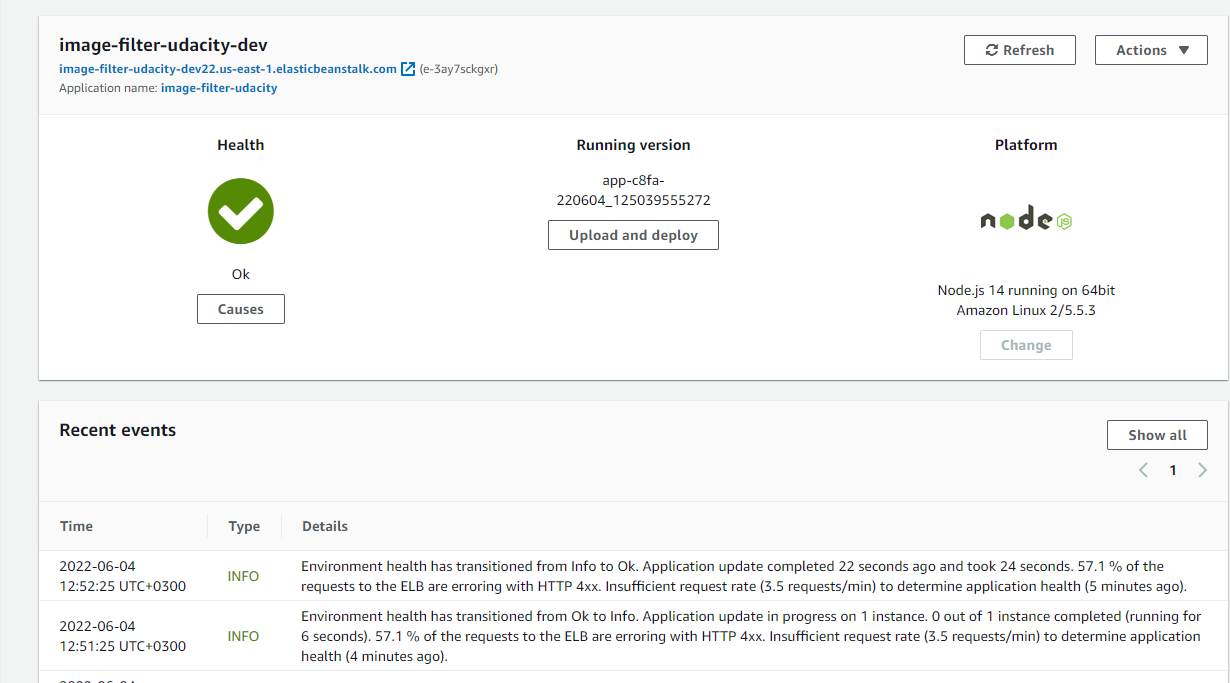 image-filter-udacity-dev
image-filter-udacity-dev22.us-east-1.elasticbeanstalk.com (e-3ay7sckgxr)
Application name: image-filter-udacity
Refresh
Actions
Health
Ok
Causes
Running version
app-c8fa-
220604_125039555272
Upload and deploy
Platform
node
JS
Node.js 14 running on 64bit
Amazon Linux 2/5.5.3
Change
Recent events
Show all
1
Time Type Details
2022-06-04
12:52:25 UTC+0300
INFO
Environment health has transitioned from Info to Ok. Application update completed 22 seconds ago and took 24 seconds. 57.1 % of the
requests to the ELB are erroring with HTTP 4xx. Insufficient request rate (3.5 requests/min) to determine application health (5 minutes ago).
2022-06-04
12:51:25 UTC+0300
INFO
Environment health has transitioned from Ok to Info. Application update in progress on 1 instance. 0 out of 1 instance completed (running for
6 seconds). 57.1 % of the requests to the ELB are erroring with HTTP 4xx. Insufficient request rate (3.5 requests/min) to determine application
health (4 minutes ago).